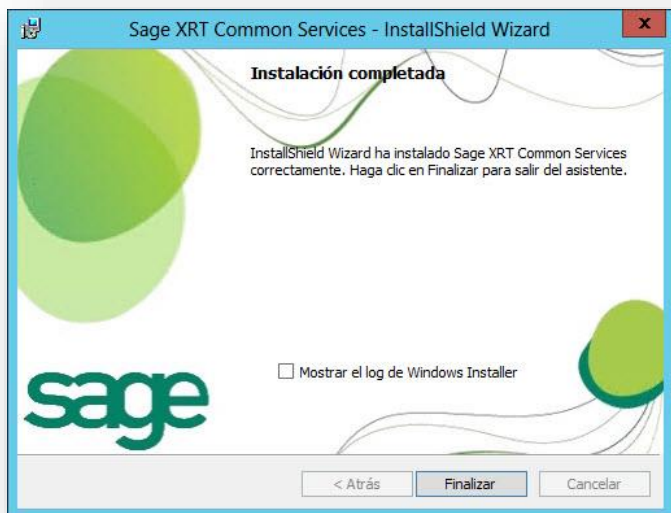 Sage XRT Common Services - InstallShield Wizard
x
Instalación completada
InstallShield Wizard ha instalado Sage XRT Common Services
correctamente. Haga clic en Finalizar para salir del asistente.
Mostrar el log de Windows Installer
sage
< Atrás
Finalizar
Cancelar